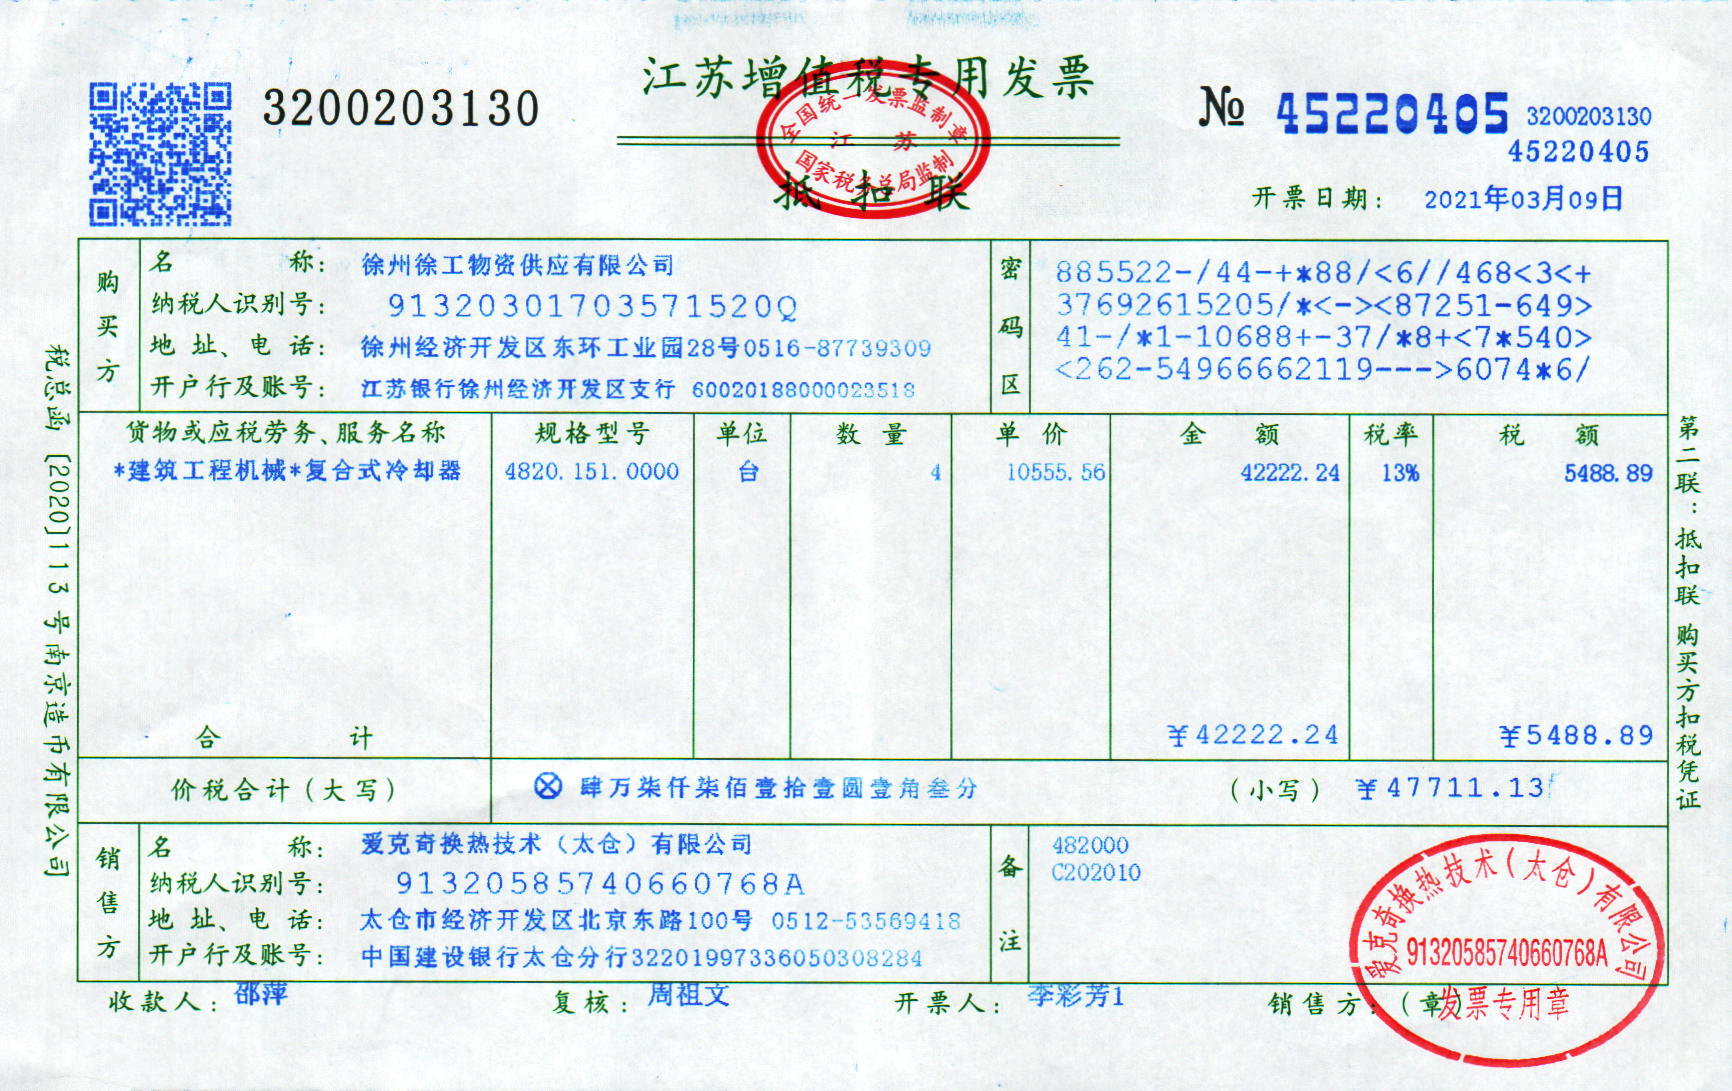 江苏增值税专用发票
3200203130
№ 45220405
3200203130
45220405
全国统一发票监制章
江 苏
国家税务总局监制
抵扣联
开票日期: 2021年03月09日
购买方
名 称: 徐州徐工物资供应有限公司
纳税人识别号: 91320301703571520Q
地 址、电 话: 徐州经济开发区东环工业园28号0516-87739309
开户行及账号: 江苏银行徐州经济开发区支行 60020188000023518
密码区
885522-/44-+*88/<6//468<3<+
37692615205/*<-><87251-649>
41-/*1-10688+-37/*8+<7*540>
<262-54966662119--->6074*6/
货物或应税劳务、服务名称 规格型号 单位 数 量 单 价 金 额 税率 税 额
*建筑工程机械*复合式冷却器 4820.151.0000 台 4 10555.56 42222.24 13% 5488.89
合 计 ¥42222.24 ¥5488.89
价税合计(大写) ⊗ 肆万柒仟柒佰壹拾壹圆壹角叁分 (小写) ¥47711.13
销售方
名 称: 爱克奇换热技术(太仓)有限公司
纳税人识别号: 91320585740660768A
地 址、电 话: 太仓市经济开发区北京东路100号 0512-53569418
开户行及账号: 中国建设银行太仓分行32201997336050308284
备注
482000
C202010
收款人: 邵萍 复核: 周祖文 开票人: 李彩芳1 销售方:(章)
爱克奇换热技术(太仓)有限公司
91320585740660768A
发票专用章
税总函[2020]113号南京造币有限公司
第二联:抵扣联 购买方扣税凭证